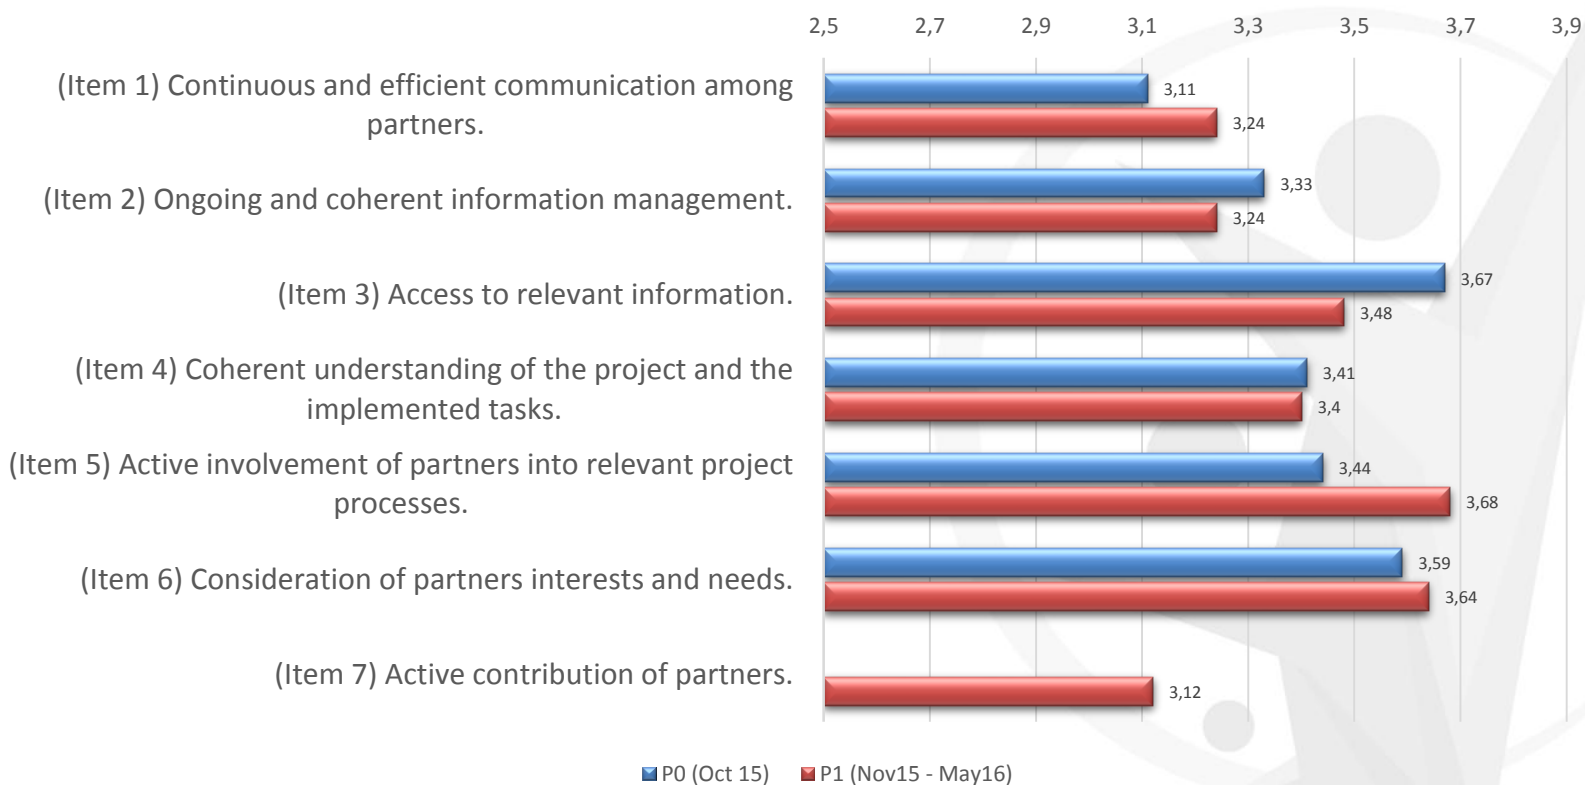 2,5 2,7 2,9 3,1 3,3 3,5 3,7 3,9
(Item 1) Continuous and efficient communication among
partners.
3,11
3,24
(Item 2) Ongoing and coherent information management.
3,33
3,24
(Item 3) Access to relevant information.
3,67
3,48
(Item 4) Coherent understanding of the project and the
implemented tasks.
3,41
3,4
(Item 5) Active involvement of partners into relevant project
processes.
3,44
3,68
(Item 6) Consideration of partners interests and needs.
3,59
3,64
(Item 7) Active contribution of partners.
3,12
P0 (Oct 15) P1 (Nov15 - May16)